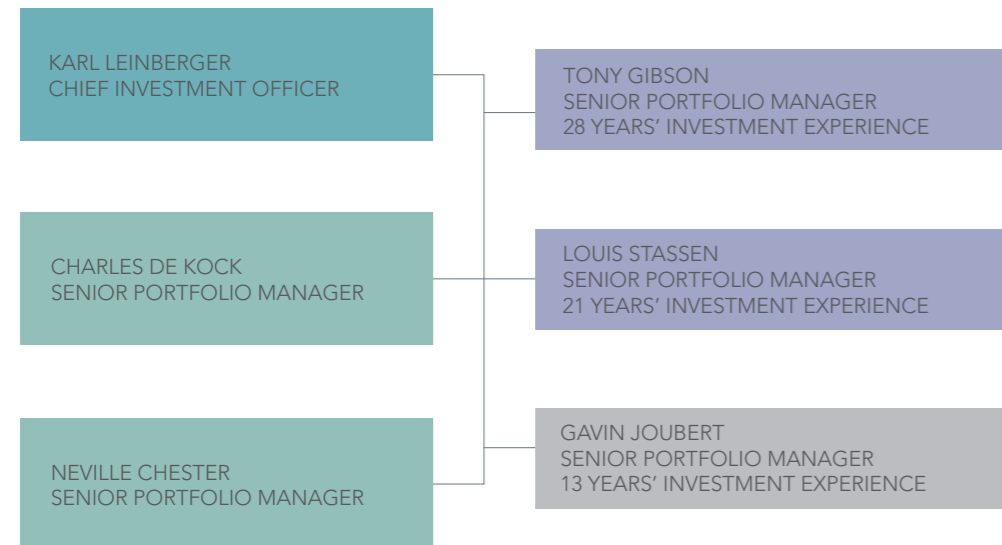 KARL LEINBERGER
CHIEF INVESTMENT OFFICER
TONY GIBSON
SENIOR PORTFOLIO MANAGER
28 YEARS’ INVESTMENT EXPERIENCE
CHARLES DE KOCK
SENIOR PORTFOLIO MANAGER
LOUIS STASSEN
SENIOR PORTFOLIO MANAGER
21 YEARS’ INVESTMENT EXPERIENCE
NEVILLE CHESTER
SENIOR PORTFOLIO MANAGER
GAVIN JOUBERT
SENIOR PORTFOLIO MANAGER
13 YEARS’ INVESTMENT EXPERIENCE